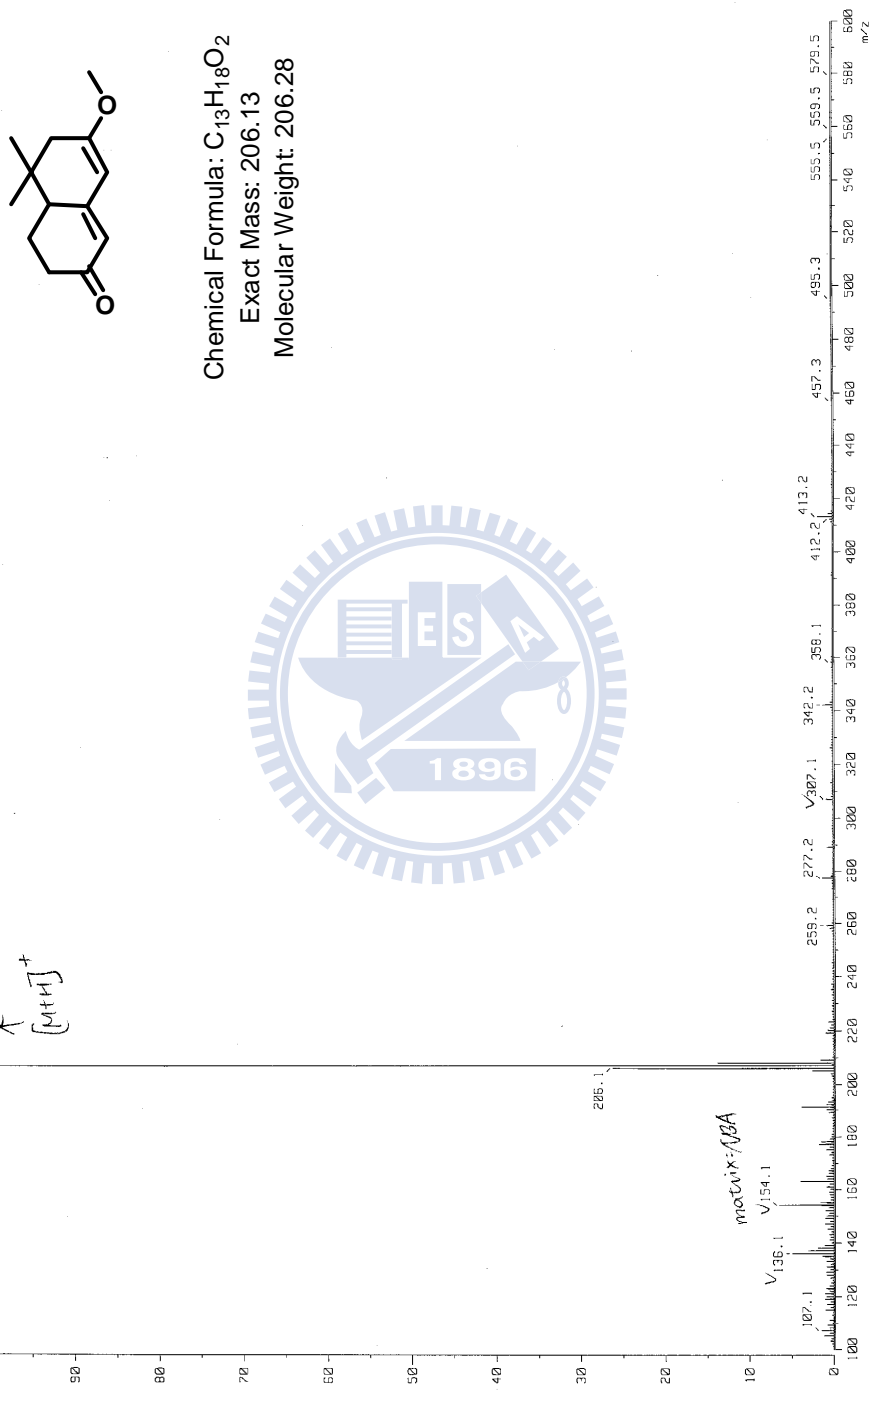 ↑
[M+H]⁺
O
O
Chemical Formula: C₁₃H₁₈O₂
Exact Mass: 206.13
Molecular Weight: 206.28
90
80
70
60
50
40
30
20
10
0
206.1
matrix:NBA
107.1
V136.1
V154.1
259.2
277.2
V307.1
342.2
358.1
412.2
413.2
457.3
495.3
555.5
559.5
579.5
100 120 140 160 180 200 220 240 260 280 300 320 340 360 380 400 420 440 460 480 500 520 540 560 580 600
m/z
E S A
1896